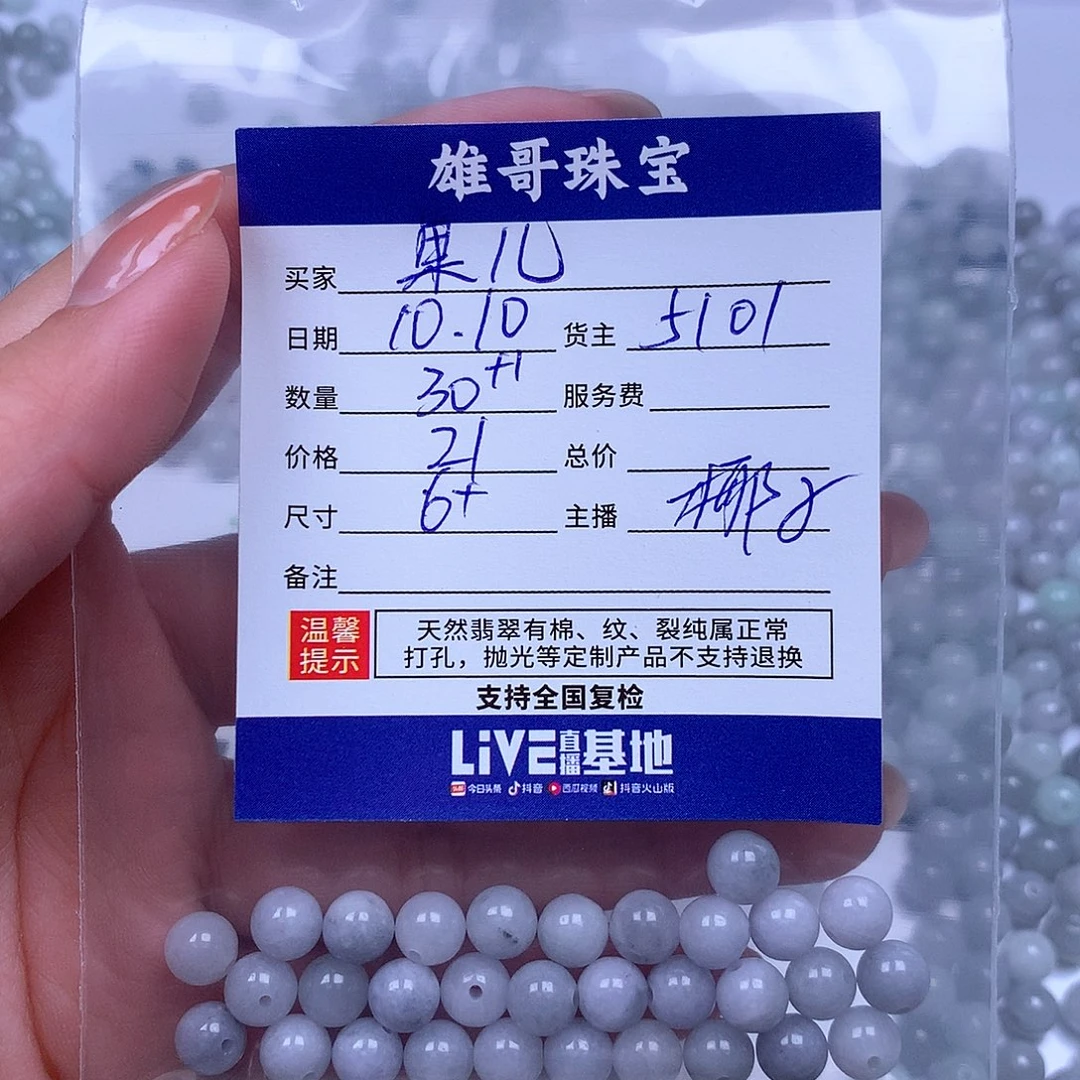 雄哥珠宝
买家 果儿
日期 10.10 货主 5101
数量 30+1 服务费
价格 21 总价
尺寸 6+ 主播 椰子
备注
温馨提示 天然翡翠有棉、纹、裂纯属正常
打孔，抛光等定制产品不支持退换
支持全国复检
LiVE直播基地
今日头条 抖音 西瓜视频 抖音火山版